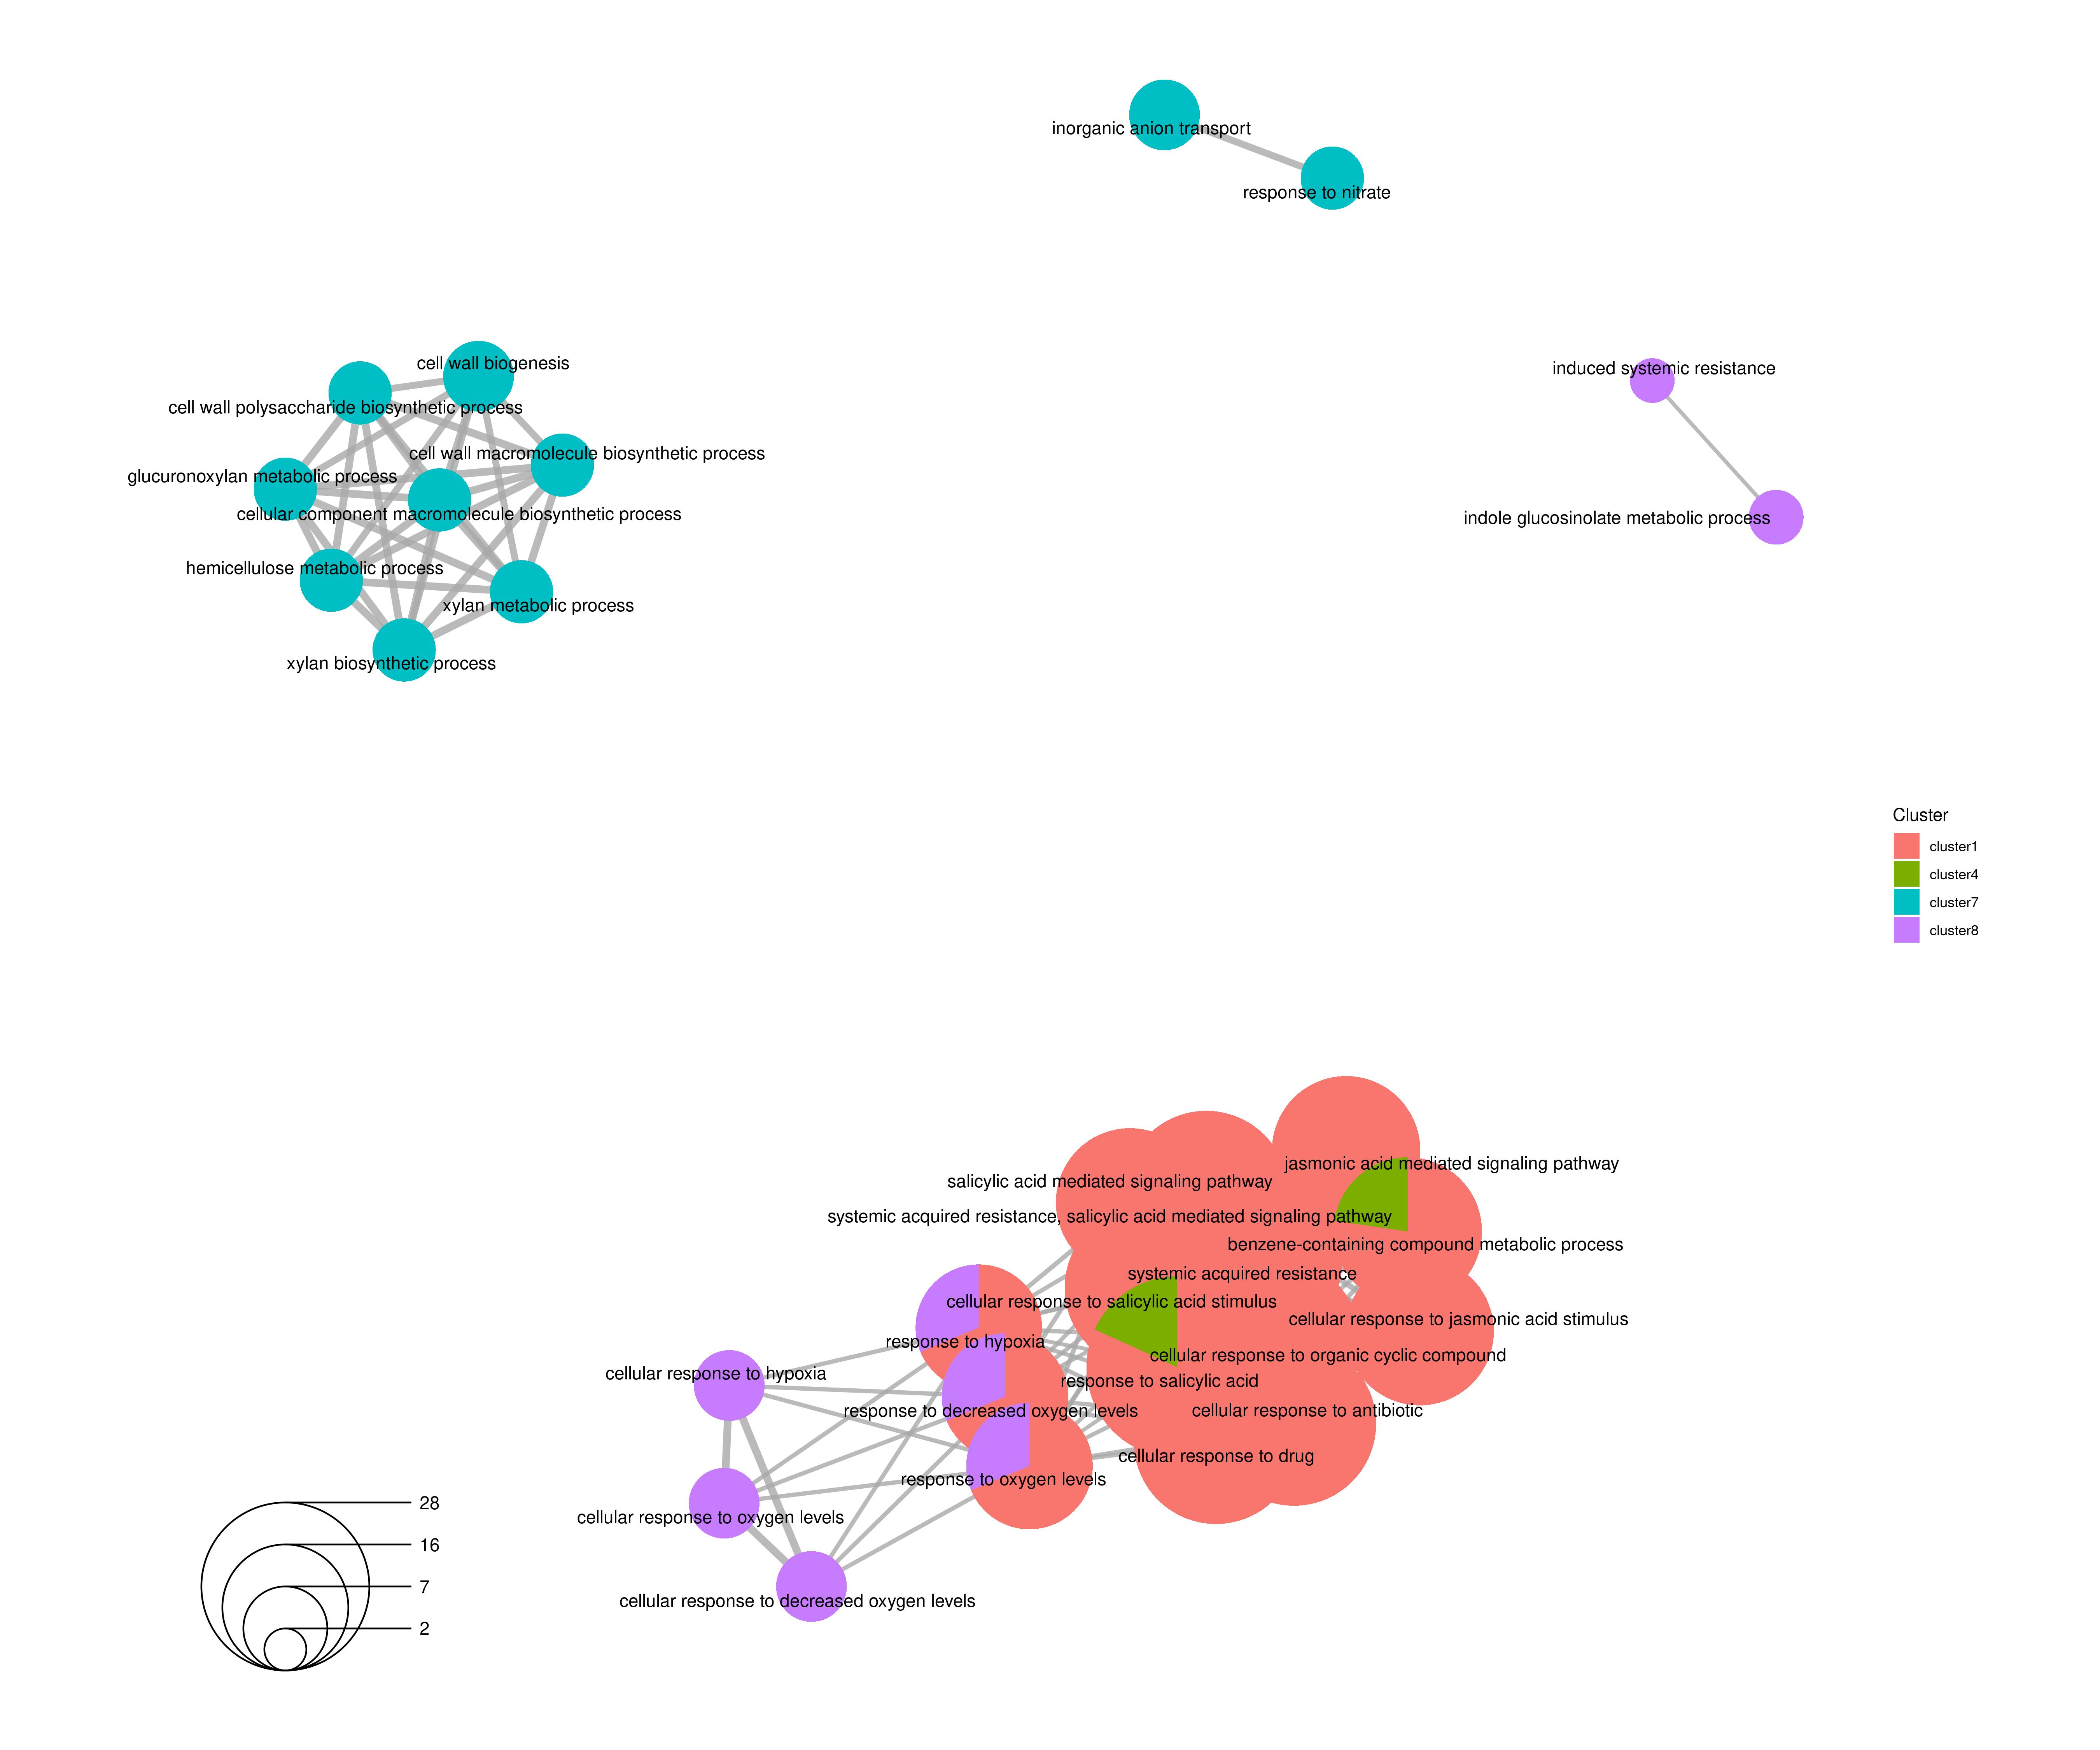 inorganic anion transport
response to nitrate
cell wall biogenesis
induced systemic resistance
cell wall polysaccharide biosynthetic process
cell wall macromolecule biosynthetic process
glucuronoxylan metabolic process
cellular component macromolecule biosynthetic process
indole glucosinolate metabolic process
hemicellulose metabolic process
xylan metabolic process
xylan biosynthetic process
Cluster
cluster1
cluster4
cluster7
cluster8
jasmonic acid mediated signaling pathway
salicylic acid mediated signaling pathway
systemic acquired resistance, salicylic acid mediated signaling pathway
benzene-containing compound metabolic process
systemic acquired resistance
cellular response to salicylic acid stimulus
cellular response to jasmonic acid stimulus
response to hypoxia
cellular response to organic cyclic compound
cellular response to hypoxia
response to salicylic acid
response to decreased oxygen levels
cellular response to antibiotic
cellular response to drug
response to oxygen levels
cellular response to oxygen levels
cellular response to decreased oxygen levels
28
16
7
2